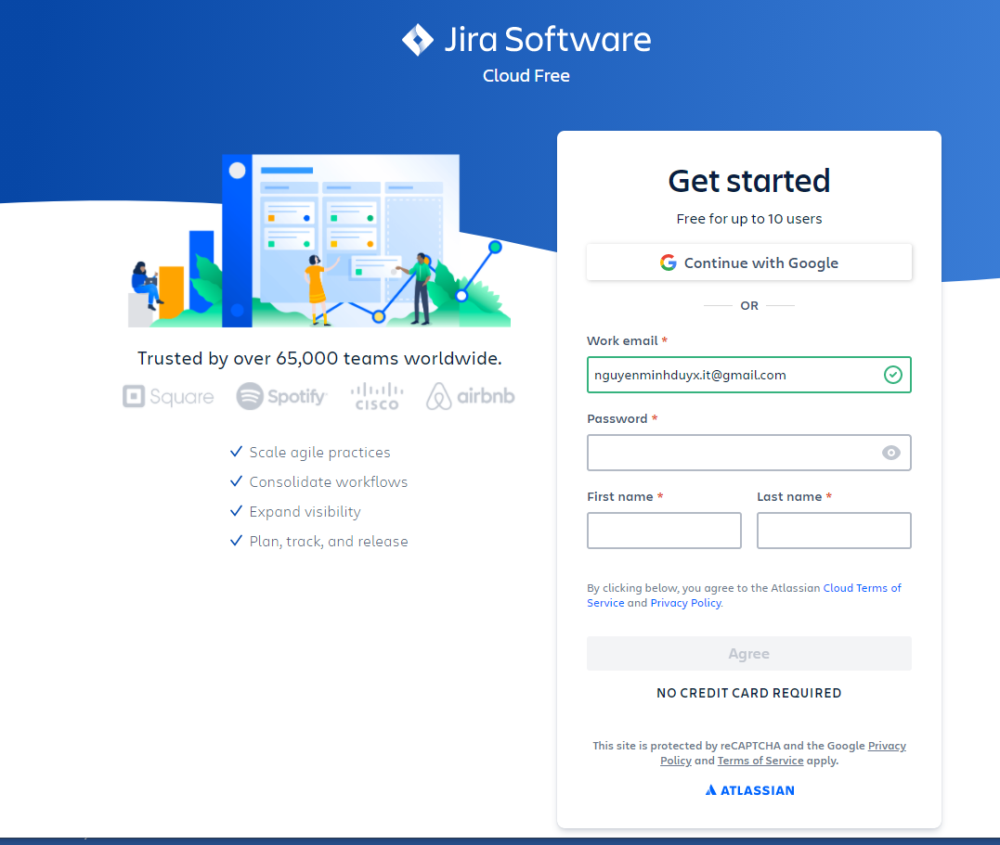 Jira Software
Cloud Free
Trusted by over 65,000 teams worldwide.
Square
Spotify
CISCO
airbnb
Scale agile practices
Consolidate workflows
Expand visibility
Plan, track, and release
Get started
Free for up to 10 users
Continue with Google
OR
Work email *
nguyenminhduyx.it@gmail.com
Password *
First name * Last name *
By clicking below, you agree to the Atlassian Cloud Terms of
Service and Privacy Policy.
Agree
NO CREDIT CARD REQUIRED
This site is protected by reCAPTCHA and the Google Privacy
Policy and Terms of Service apply.
ATLASSIAN